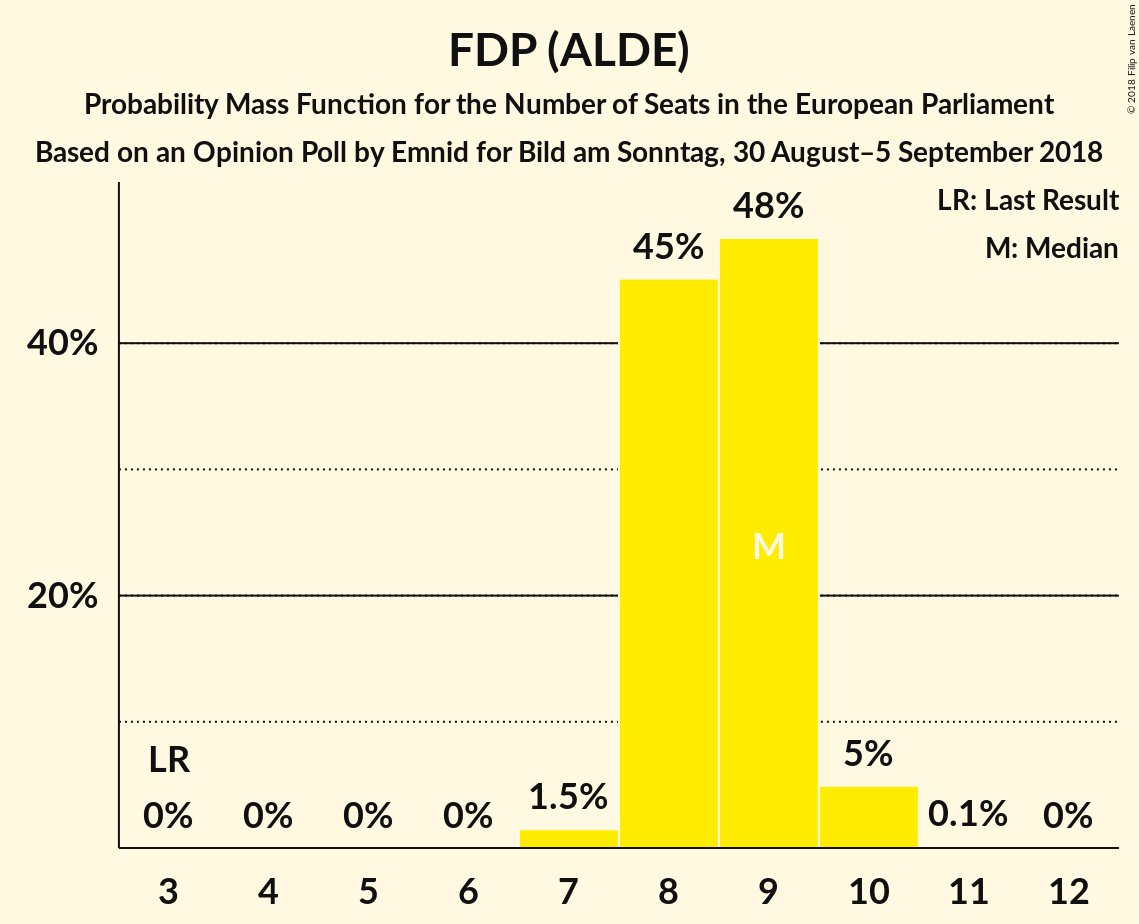 FDP (ALDE)
Probability Mass Function for the Number of Seats in the European Parliament
Based on an Opinion Poll by Emnid for Bild am Sonntag, 30 August–5 September 2018
© 2018 Filip van Laenen
LR: Last Result
M: Median
48%
45%
40%
M
20%
LR
5%
1.5%
0% 0% 0% 0% 0.1% 0%
3 4 5 6 7 8 9 10 11 12